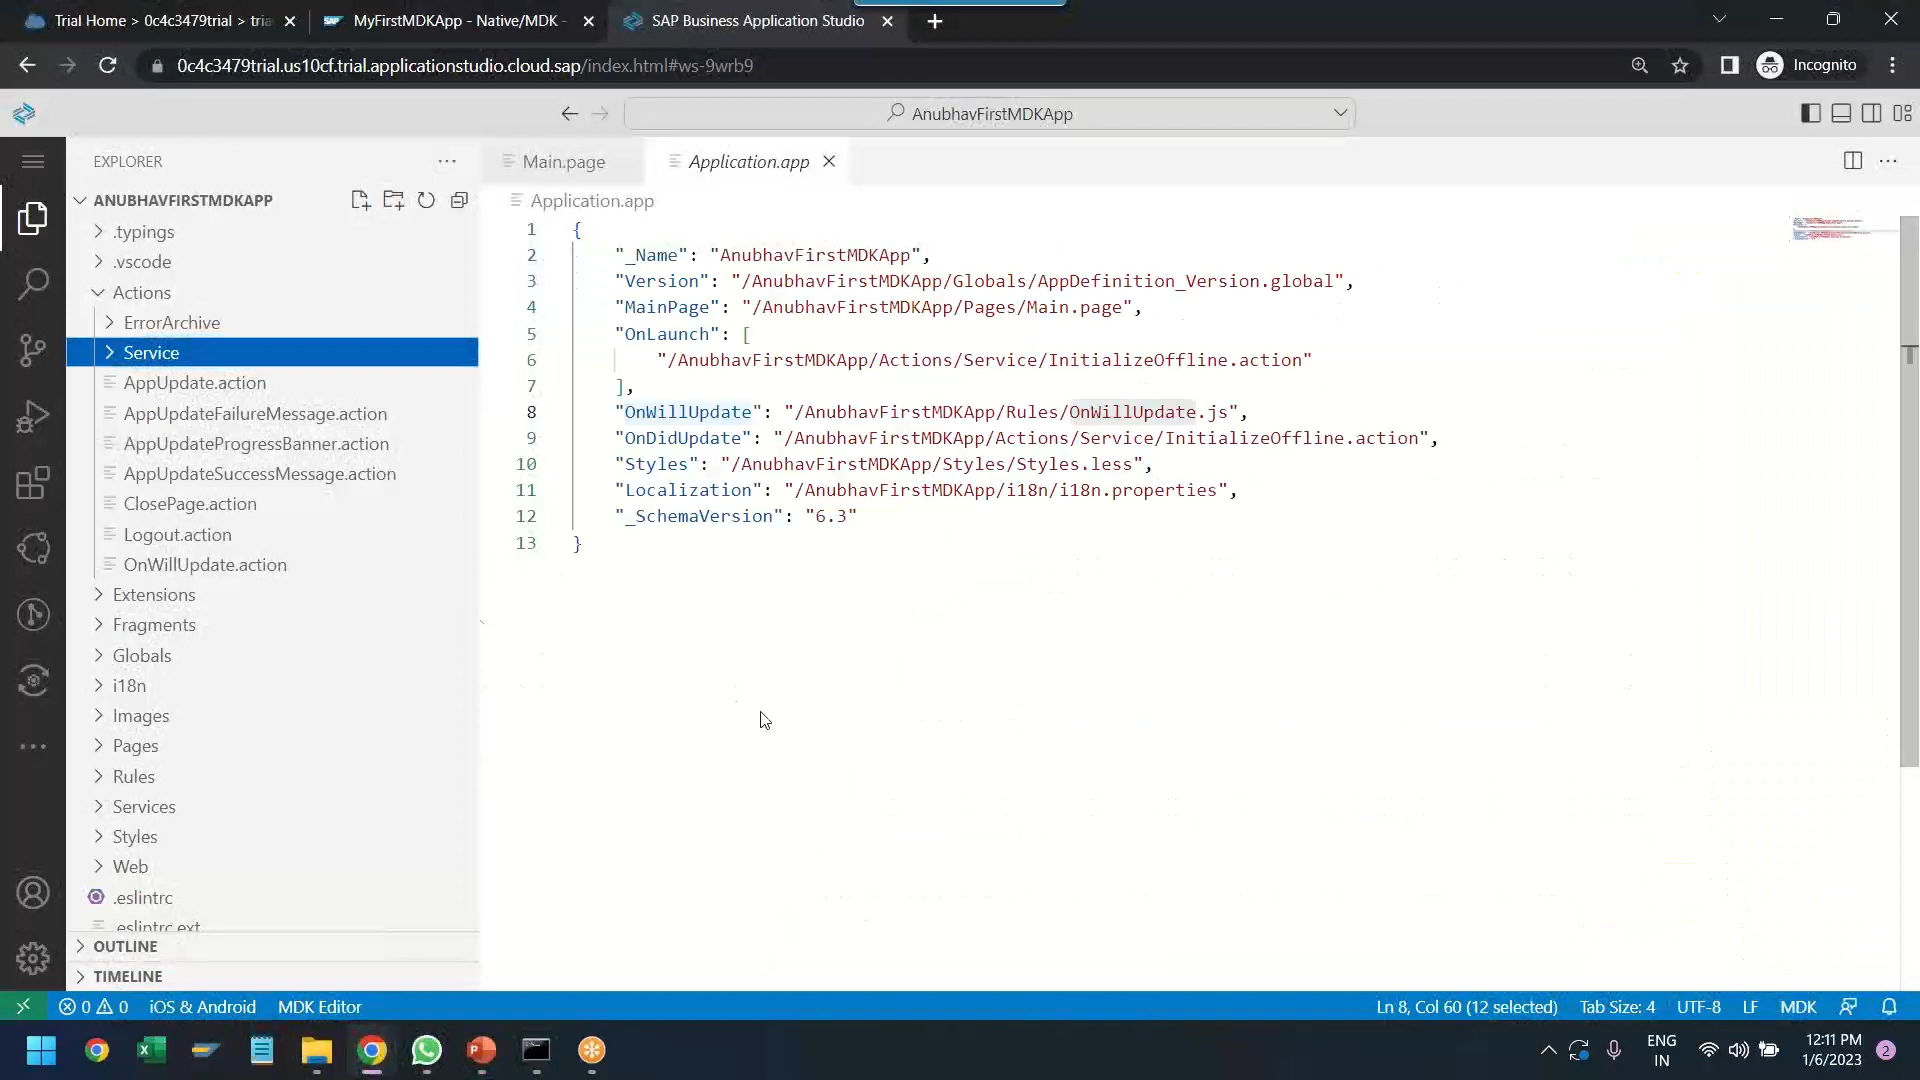 Trial Home > 0c4c3479trial > tria
MyFirstMDKApp - Native/MDK -
SAP Business Application Studio
0c4c3479trial.us10cf.trial.applicationstudio.cloud.sap/index.html#ws-9wrb9
Incognito
AnubhavFirstMDKApp
EXPLORER
ANUBHAVFIRSTMDKAPP
.typings
.vscode
Actions
ErrorArchive
Service
AppUpdate.action
AppUpdateFailureMessage.action
AppUpdateProgressBanner.action
AppUpdateSuccessMessage.action
ClosePage.action
Logout.action
OnWillUpdate.action
Extensions
Fragments
Globals
i18n
Images
Pages
Rules
Services
Styles
Web
.eslintrc
.eslintrc.ext
OUTLINE
TIMELINE
Main.page
Application.app
Application.app
1 {
2 "_Name": "AnubhavFirstMDKApp",
3 "Version": "/AnubhavFirstMDKApp/Globals/AppDefinition_Version.global",
4 "MainPage": "/AnubhavFirstMDKApp/Pages/Main.page",
5 "OnLaunch": [
6 "/AnubhavFirstMDKApp/Actions/Service/InitializeOffline.action"
7 ],
8 "OnWillUpdate": "/AnubhavFirstMDKApp/Rules/OnWillUpdate.js",
9 "OnDidUpdate": "/AnubhavFirstMDKApp/Actions/Service/InitializeOffline.action",
10 "Styles": "/AnubhavFirstMDKApp/Styles/Styles.less",
11 "Localization": "/AnubhavFirstMDKApp/i18n/i18n.properties",
12 "_SchemaVersion": "6.3"
13 }
0 0 iOS & Android MDK Editor
Ln 8, Col 60 (12 selected) Tab Size: 4 UTF-8 LF MDK
ENG
IN
12:11 PM
1/6/2023
2